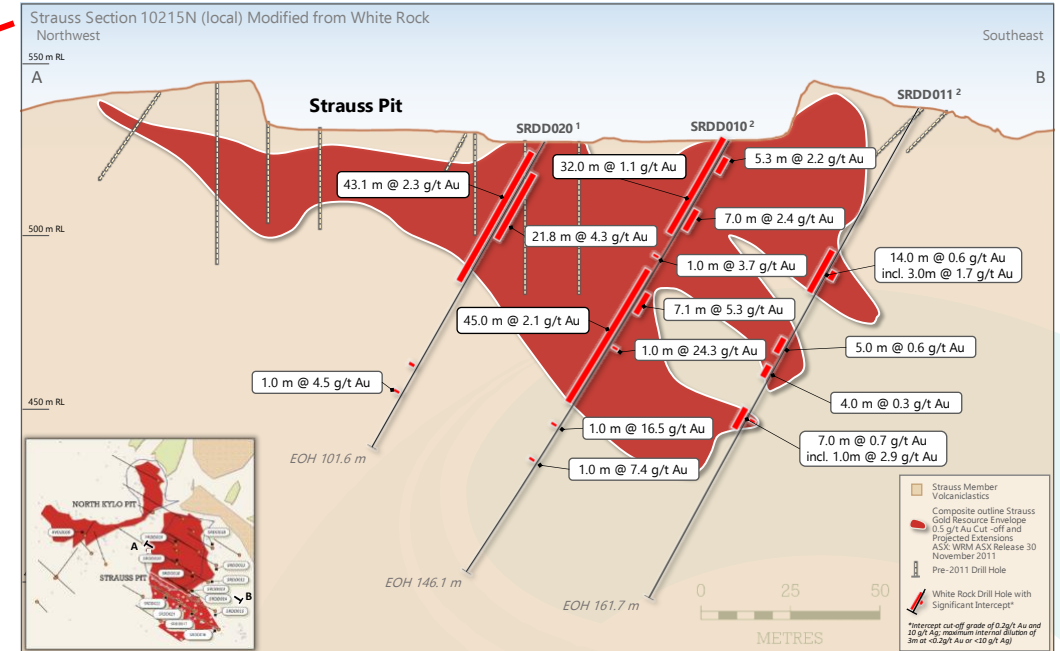 Strauss Section 10215N (local) Modified from White Rock
Northwest
Southeast
550 m RL
A
B
Strauss Pit
SRDD011 2
SRDD020 1
SRDD010 2
32.0 m @ 1.1 g/t Au
5.3 m @ 2.2 g/t Au
43.1 m @ 2.3 g/t Au
7.0 m @ 2.4 g/t Au
500 m RL
21.8 m @ 4.3 g/t Au
1.0 m @ 3.7 g/t Au
14.0 m @ 0.6 g/t Au
incl. 3.0m @ 1.7 g/t Au
7.1 m @ 5.3 g/t Au
45.0 m @ 2.1 g/t Au
1.0 m @ 24.3 g/t Au
5.0 m @ 0.6 g/t Au
1.0 m @ 4.5 g/t Au
4.0 m @ 0.3 g/t Au
450 m RL
1.0 m @ 16.5 g/t Au
7.0 m @ 0.7 g/t Au
incl. 1.0m @ 2.9 g/t Au
EOH 101.6 m
1.0 m @ 7.4 g/t Au
EOH 146.1 m
EOH 161.7 m
0 25 50
METRES
NORTH KYLO PIT
A
STRAUSS PIT
B
Strauss Member
Volcaniclastics
Composite outline Strauss
Gold Resource Envelope
0.5 g/t Au Cut -off and
Projected Extensions
ASX: WRM ASX Release 30
November 2011
Pre-2011 Drill Hole
White Rock Drill Hole with
Significant Intercept*
*Intercept cut-off grade of 0.2g/t Au and
10 g/t Ag; maximum internal dilution of
3m at <0.2g/t Au or <10 g/t Ag)